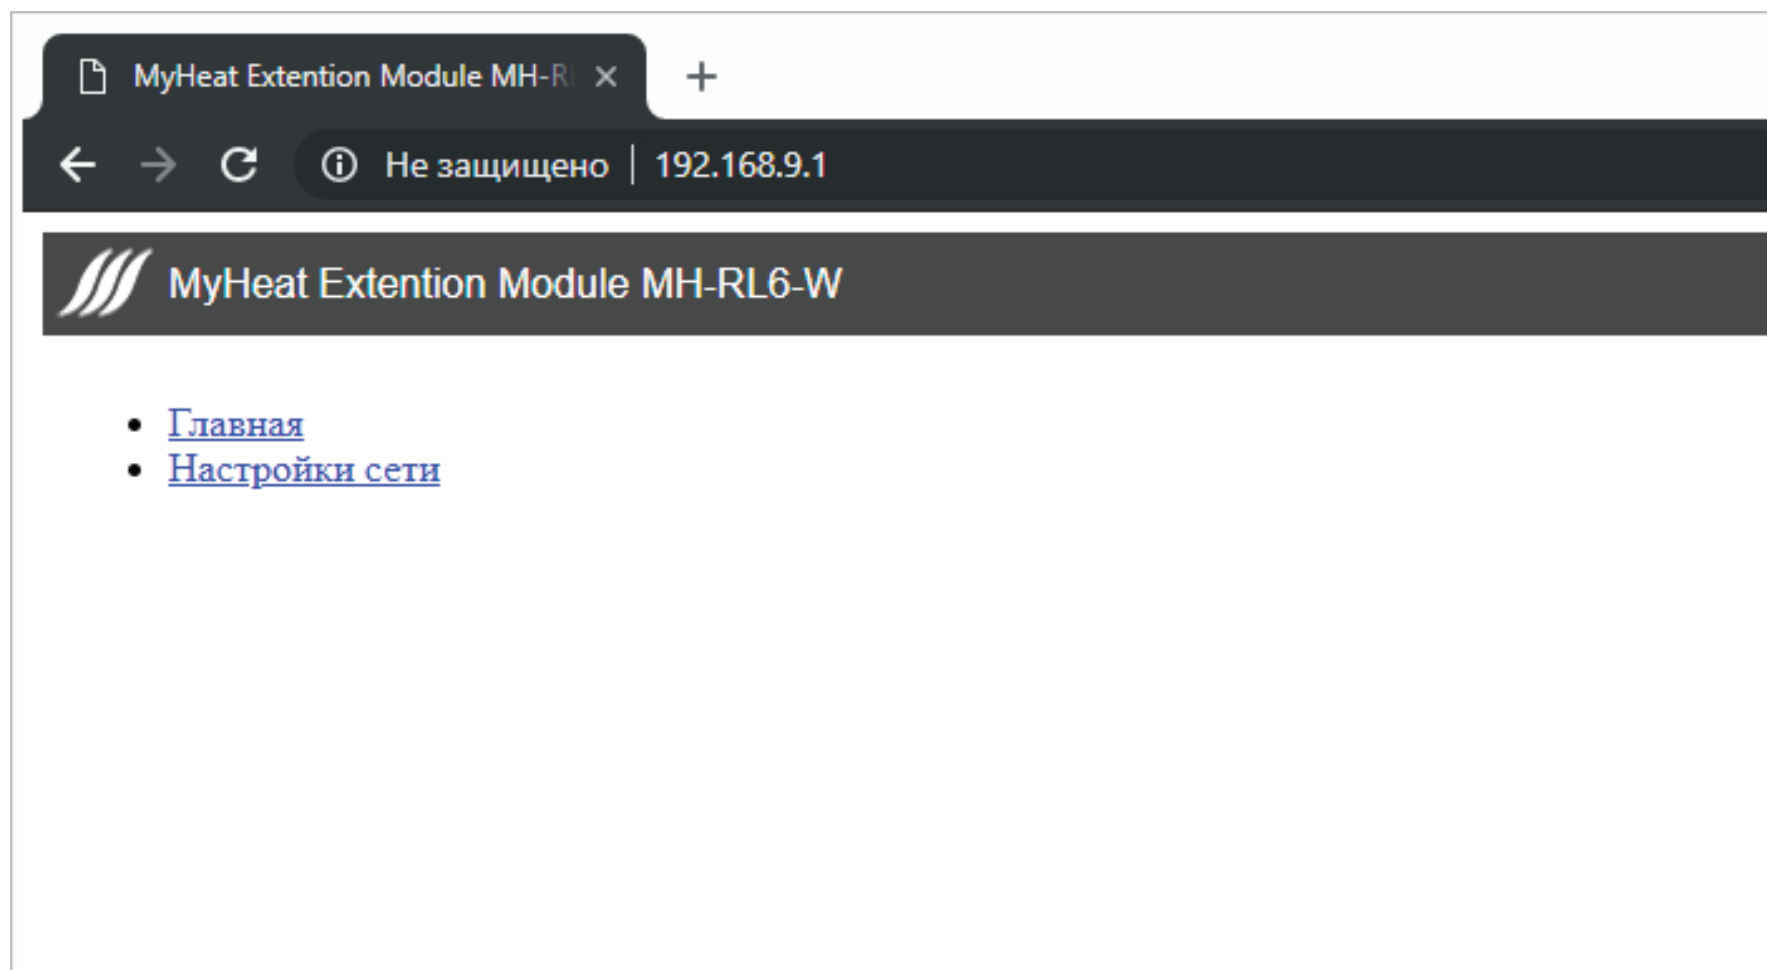 MyHeat Extention Module MH-R
Не защищено 192.168.9.1
MyHeat Extention Module MH-RL6-W
Главная
Настройки сети